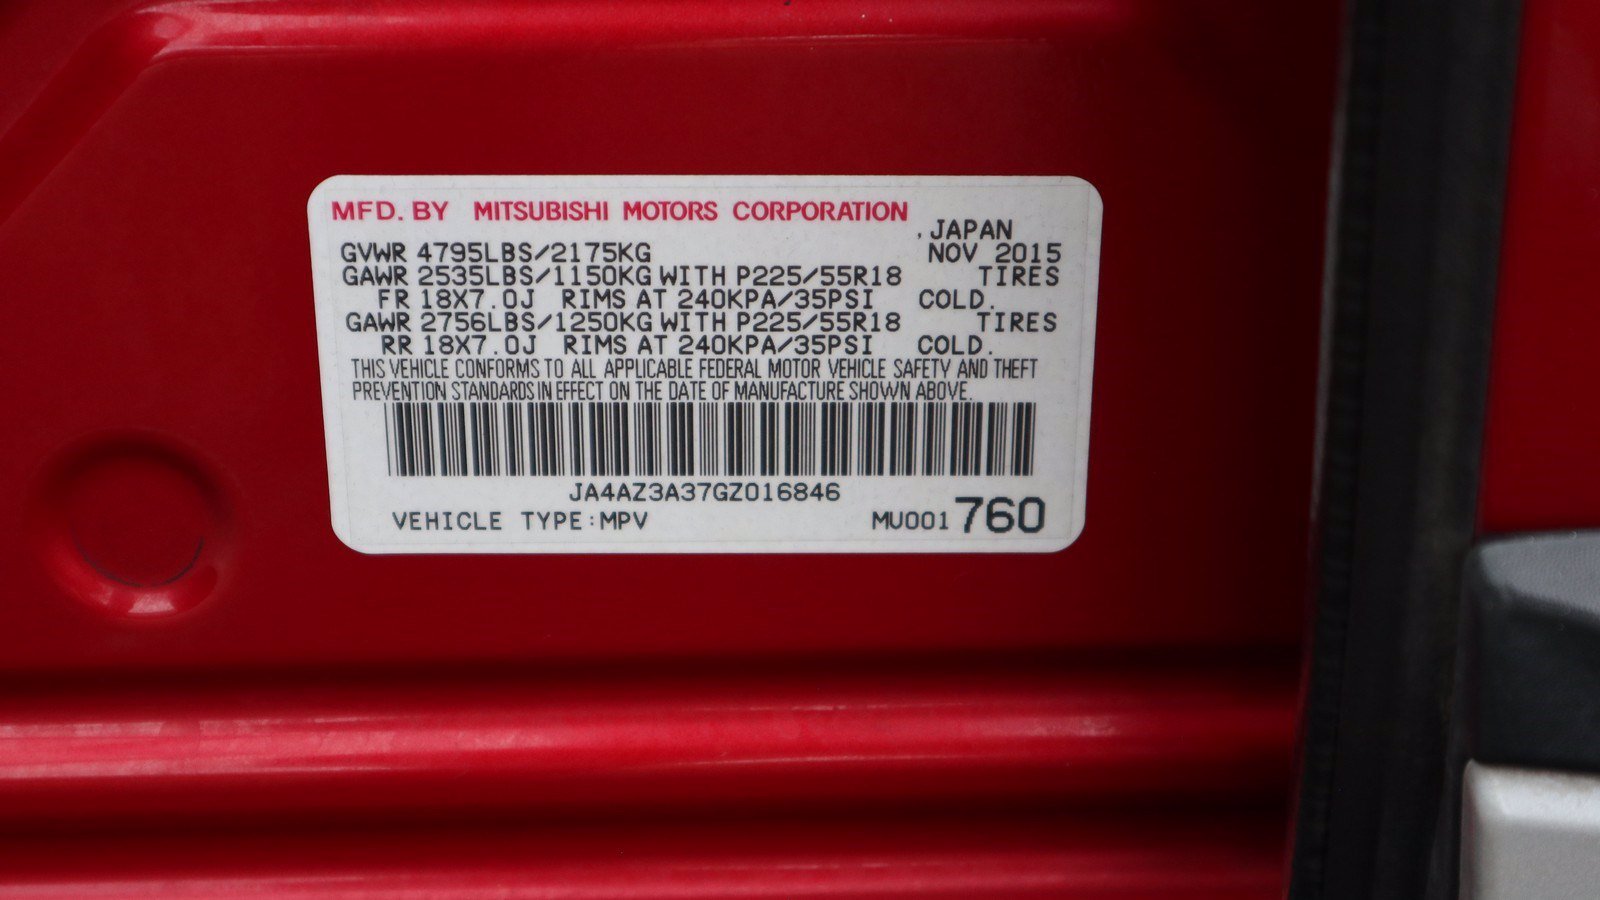 MFD. BY MITSUBISHI MOTORS CORPORATION
, JAPAN
GVWR 4795LBS/2175KG NOV 2015
GAWR 2535LBS/1150KG WITH P225/55R18 TIRES
FR 18X7.0J RIMS AT 240KPA/35PSI COLD.
GAWR 2756LBS/1250KG WITH P225/55R18 TIRES
RR 18X7.0J RIMS AT 240KPA/35PSI COLD.
THIS VEHICLE CONFORMS TO ALL APPLICABLE FEDERAL MOTOR VEHICLE SAFETY AND THEFT
PREVENTION STANDARDS IN EFFECT ON THE DATE OF MANUFACTURE SHOWN ABOVE.
JA4AZ3A37GZ016846
VEHICLE TYPE:MPV MU001 760